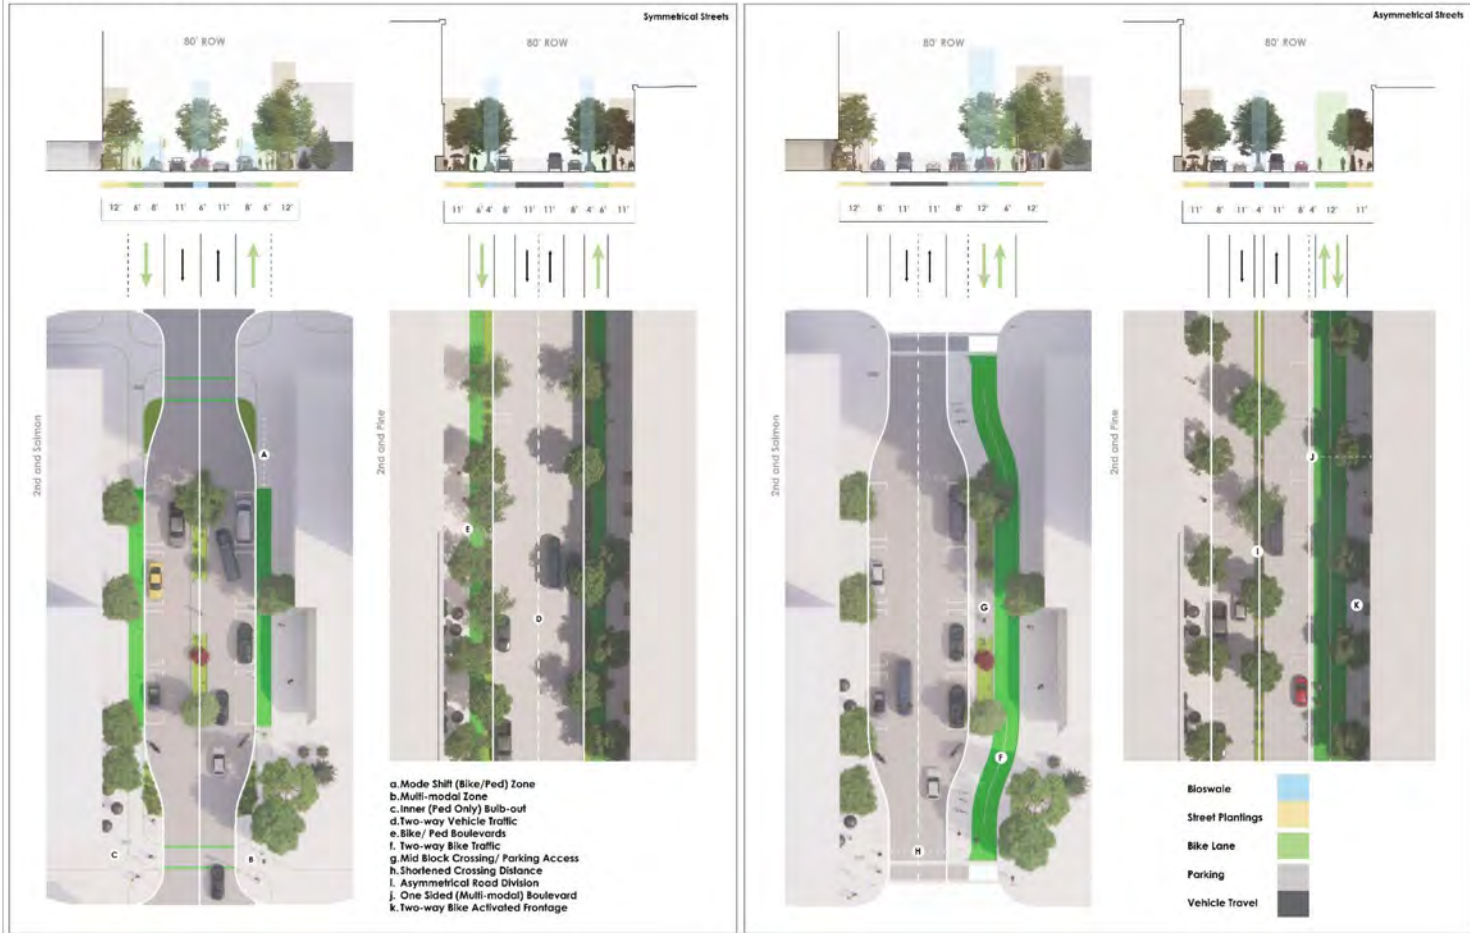 Symmetrical Streets
Asymmetrical Streets
80' ROW
80' ROW
80' ROW
80' ROW
12' 6' 8' 11' 6' 11' 8' 6' 12'
11' 6' 4' 8' 11' 11' 8' 4' 6' 11'
12' 8' 11' 11' 8' 12' 6' 12'
11' 8' 11' 4' 11' 8' 4' 12' 11'
2nd and Salmon
2nd and Pine
2nd and Salmon
2nd and Pine
A
E
D
C
B
G
F
H
J
I
K
a. Mode Shift (Bike/Ped) Zone
b. Multi-modal Zone
c. Inner (Ped Only) Bulb-out
d. Two-way Vehicle Traffic
e. Bike/ Ped Boulevards
f. Two-way Bike Traffic
g. Mid Block Crossing/ Parking Access
h. Shortened Crossing Distance
i. Asymmetrical Road Division
j. One Sided (Multi-modal) Boulevard
k. Two-way Bike Activated Frontage
Bioswale
Street Plantings
Bike Lane
Parking
Vehicle Travel